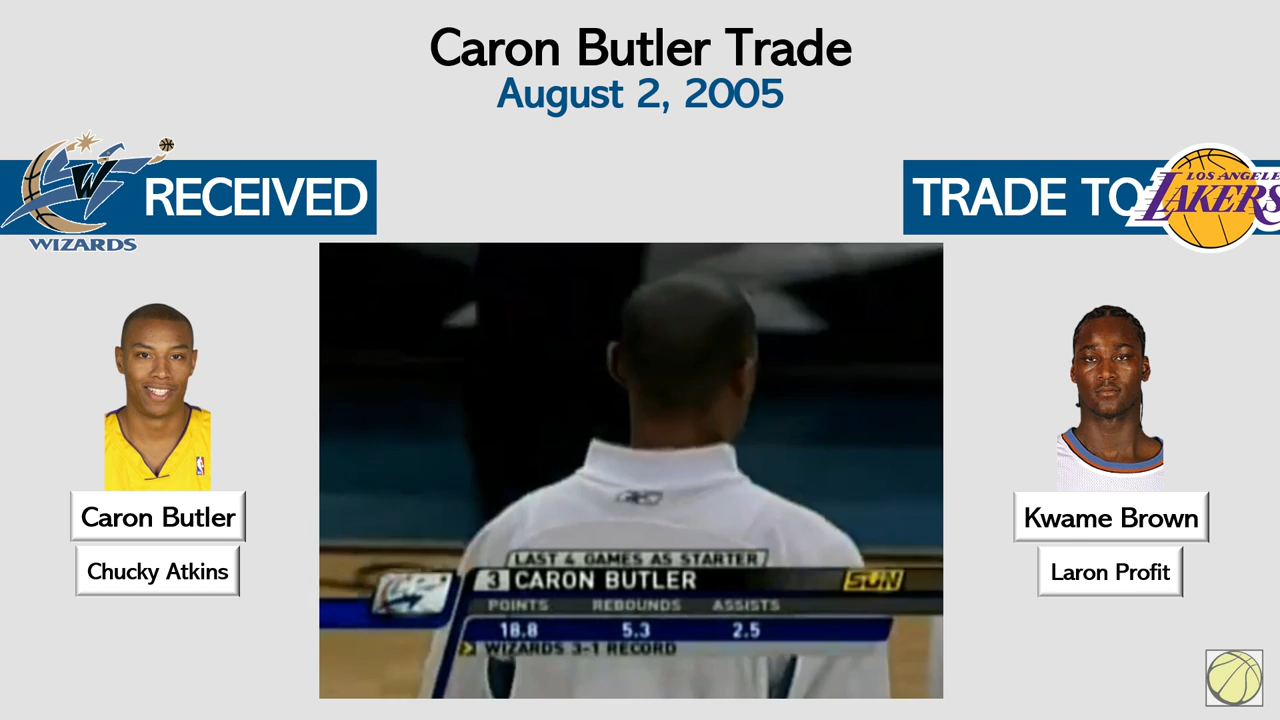 Caron Butler Trade
August 2, 2005
RECEIVED
WIZARDS
TRADE TO
LOS ANGELES
LAKERS
Caron Butler
Chucky Atkins
Kwame Brown
Laron Profit
LAST 4 GAMES AS STARTER
3 CARON BUTLER
SUN
POINTS REBOUNDS ASSISTS
18.8 5.3 2.5
WIZARDS 3-1 RECORD